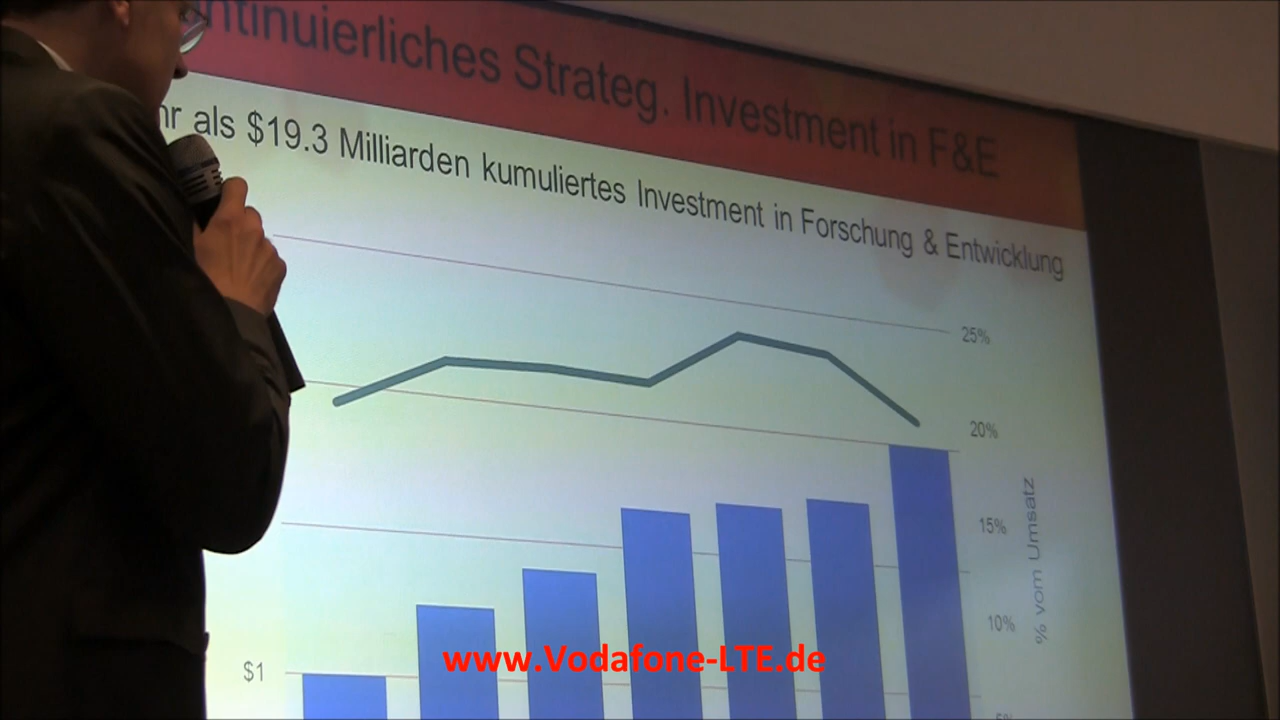 ntinuierliches Strateg. Investment in F&E
hr als $19.3 Milliarden kumuliertes Investment in Forschung & Entwicklung
25%
20%
15%
10%
5%
% vom Umsatz
$1
www.Vodafone-LTE.de